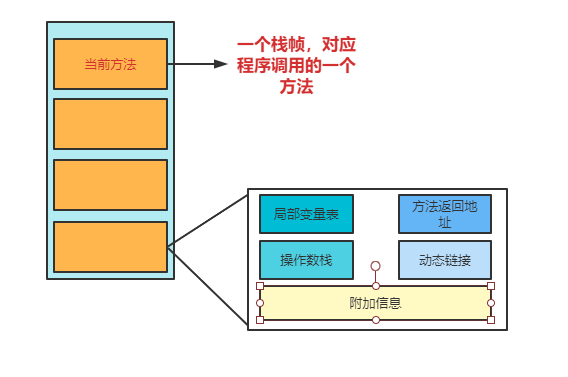 当前方法
一个栈帧，对应
程序调用的一个
方法
局部变量表
方法返回地
址
操作数栈
动态链接
附加信息